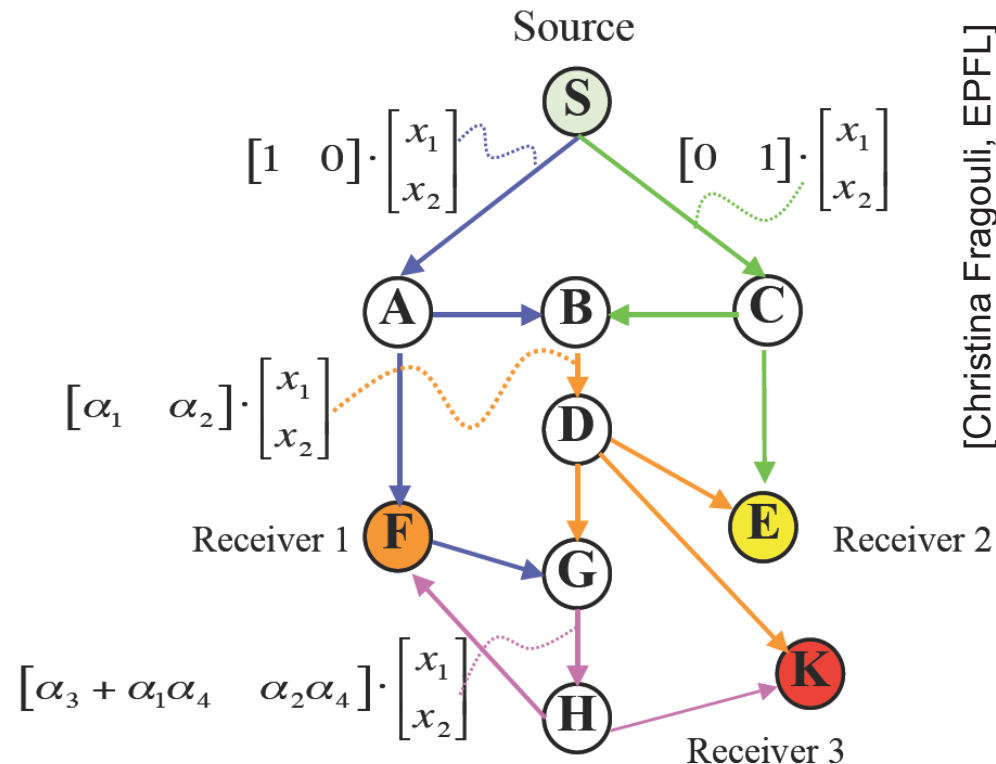 Source
S
[1 0]·[x₁ x₂]
[0 1]·[x₁ x₂]
A
B
C
[α₁ α₂]·[x₁ x₂]
D
Receiver 1
F
E
Receiver 2
G
[α₃ + α₁α₄ α₂α₄]·[x₁ x₂]
K
H
Receiver 3
[Christina Fragouli, EPFL]